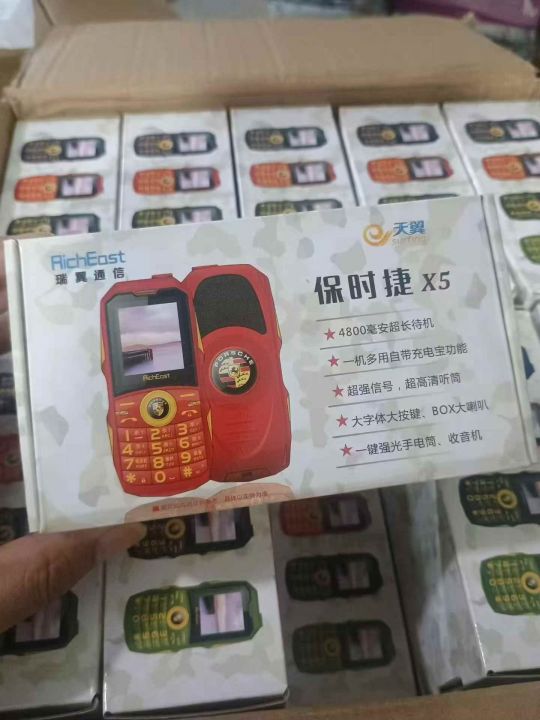 RichEast
瑞翼通信
天翼
保时捷 X5
4800毫安超长待机
一机多用自带充电宝功能
超强信号，超高清听筒
大字体大按键、BOX大喇叭
一键强光手电筒、收音机
RichEast
PORSCHE